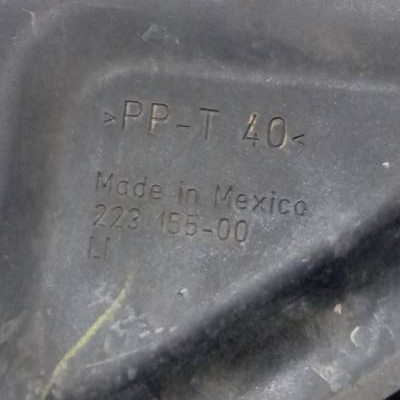 >PP-T 40<
Made in Mexico
223 155-00
LI